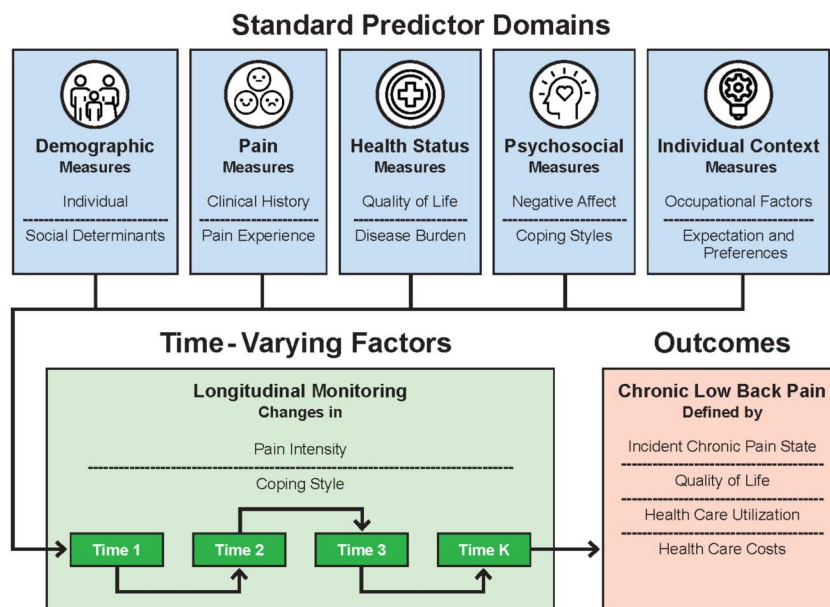 Standard Predictor Domains
Demographic
Measures
Individual
Social Determinants
Pain
Measures
Clinical History
Pain Experience
Health Status
Measures
Quality of Life
Disease Burden
Psychosocial
Measures
Negative Affect
Coping Styles
Individual Context
Measures
Occupational Factors
Expectation and
Preferences
Time-Varying Factors
Longitudinal Monitoring
Changes in
Pain Intensity
Coping Style
Time 1
Time 2
Time 3
Time K
Outcomes
Chronic Low Back Pain
Defined by
Incident Chronic Pain State
Quality of Life
Health Care Utilization
Health Care Costs